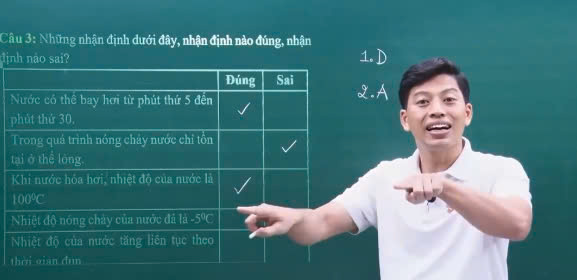 Câu 3: Những nhận định dưới đây, nhận định nào đúng, nhận
định nào sai?
Đúng Sai
Nước có thể bay hơi từ phút thứ 5 đến
phút thứ 30.
Trong quá trình nóng chảy nước chỉ tồn
tại ở thể lỏng.
Khi nước hóa hơi, nhiệt độ của nước là
100⁰C
Nhiệt độ nóng chảy của nước đá là -5⁰C
Nhiệt độ của nước tăng liên tục theo
thời gian đun
1. D
2. A